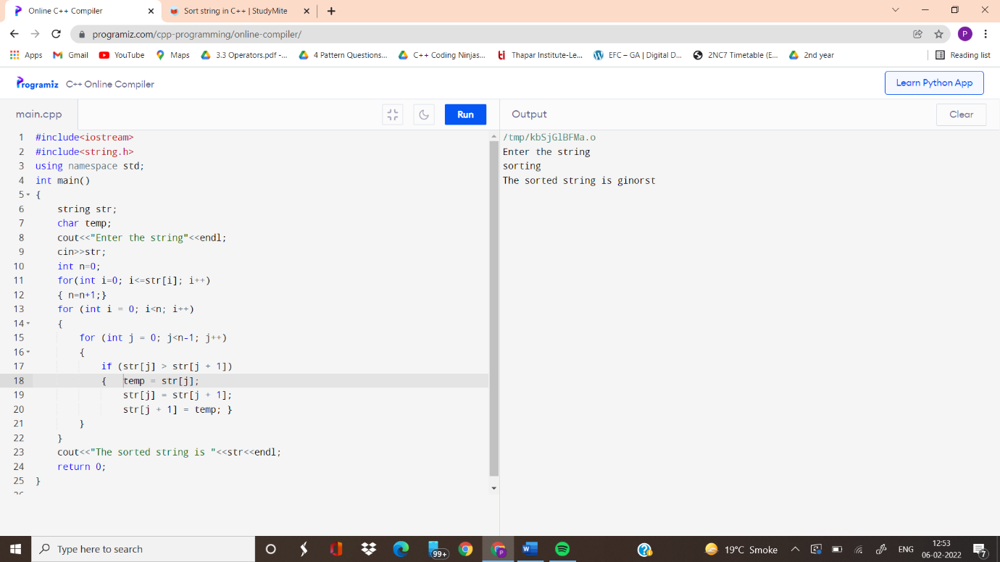 Online C++ Compiler
Sort string in C++ | StudyMite
programiz.com/cpp-programming/online-compiler/
P
Apps
Gmail
YouTube
Maps
3.3 Operators.pdf -...
4 Pattern Questions...
C++ Coding Ninjas...
Thapar Institute-Le...
EFC – GA | Digital D...
2NC7 Timetable (E...
2nd year
Reading list
Programiz
C++ Online Compiler
Learn Python App
main.cpp
Run
Output
Clear
1 #include<iostream>
2 #include<string.h>
3 using namespace std;
4 int main()
5 {
6 string str;
7 char temp;
8 cout<<"Enter the string"<<endl;
9 cin>>str;
10 int n=0;
11 for(int i=0; i<=str[i]; i++)
12 { n=n+1;}
13 for (int i = 0; i<n; i++)
14 {
15 for (int j = 0; j<n-1; j++)
16 {
17 if (str[j] > str[j + 1])
18 { temp = str[j];
19 str[j] = str[j + 1];
20 str[j + 1] = temp; }
21 }
22 }
23 cout<<"The sorted string is "<<str<<endl;
24 return 0;
25 }
/tmp/kbSjGlBFMa.o
Enter the string
sorting
The sorted string is ginorst
Type here to search
99+
P
W
19°C Smoke
ENG
12:53
06-02-2022
7